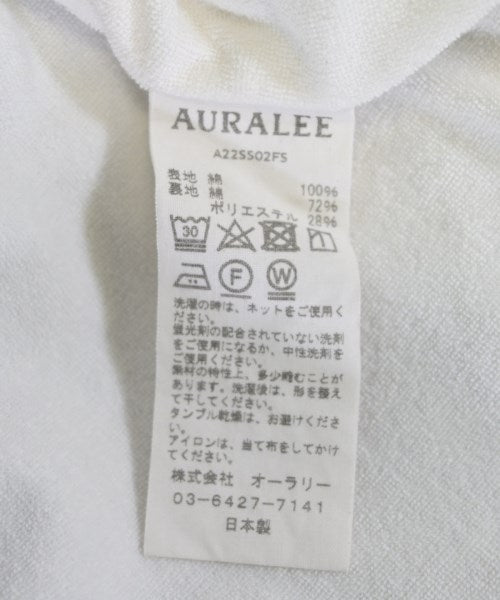 AURALEE
A22SS02FS
表地 綿 100%
裏地 綿 72%
ポリエステル 28%
30
F
W
洗濯の時は、ネットをご使用く
ださい。
蛍光剤の配合されていない洗剤
をご使用になるか、中性洗剤を
ご使用ください。
素材の特性上、多少縮むことが
あります。洗濯後は、形を整え
て干してください。
タンブル乾燥は、お避けくださ
い。
アイロンは、当て布をしてかけ
てください。
株式会社 オーラリー
03-6427-7141
日本製